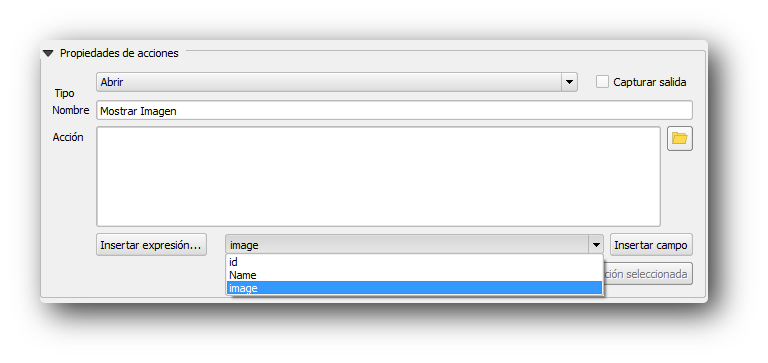 Propiedades de acciones
Tipo
Abrir
Capturar salida
Nombre
Mostrar Imagen
Acción
Insertar expresión...
image
Insertar campo
id
Name
image
seleccionada